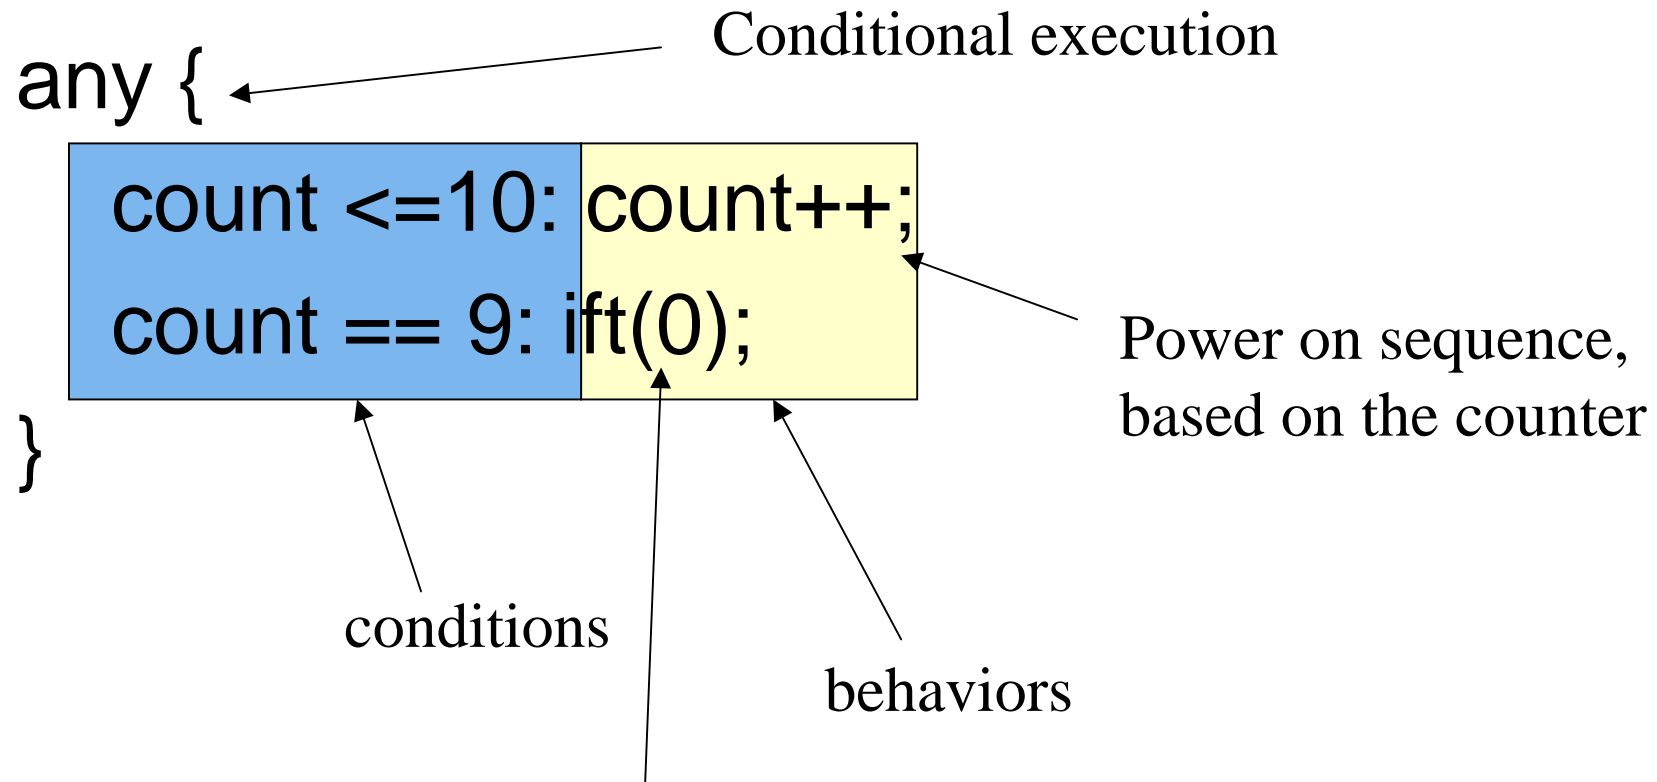 Conditional execution
any {
count <=10: count++;
count == 9: ift(0);
}
Power on sequence,
based on the counter
conditions
behaviors